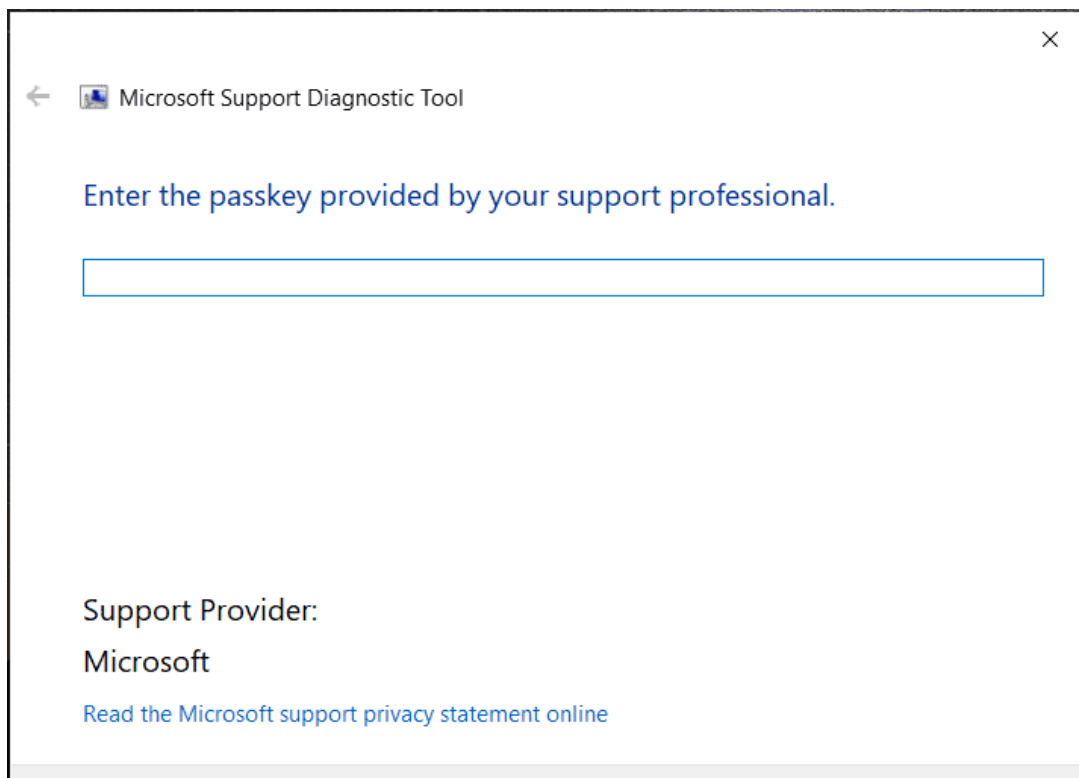 Microsoft Support Diagnostic Tool
Enter the passkey provided by your support professional.
Support Provider:
Microsoft
Read the Microsoft support privacy statement online